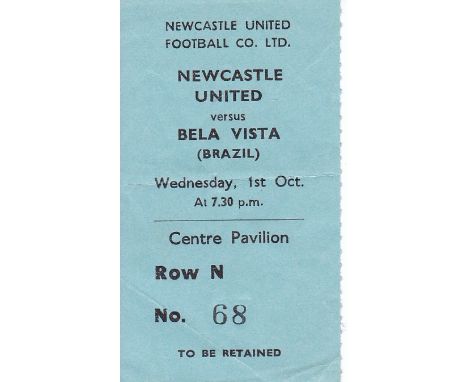 NEWCASTLE UNITED
FOOTBALL CO. LTD.
NEWCASTLE
UNITED
versus
BELA VISTA
(BRAZIL)
Wednesday, 1st Oct.
At 7.30 p.m.
Centre Pavilion
Row N
No. 68
TO BE RETAINED